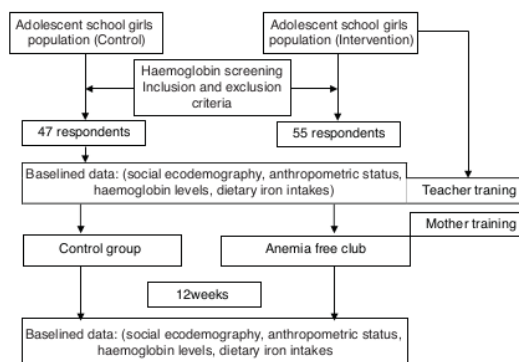 Adolescent school girls
population (Control)
Adolescent school girls
population (Intervention)
Haemoglobin screening
Inclusion and exclusion
criteria
47 respondents
55 respondents
Baselined data: (social ecodemography, anthropometric status,
haemoglobin levels, dietary iron intakes)
Teacher traning
Mother training
Control group
Anemia free club
12weeks
Baselined data: (social ecodemography, anthropometric status,
haemoglobin levels, dietary iron intakes